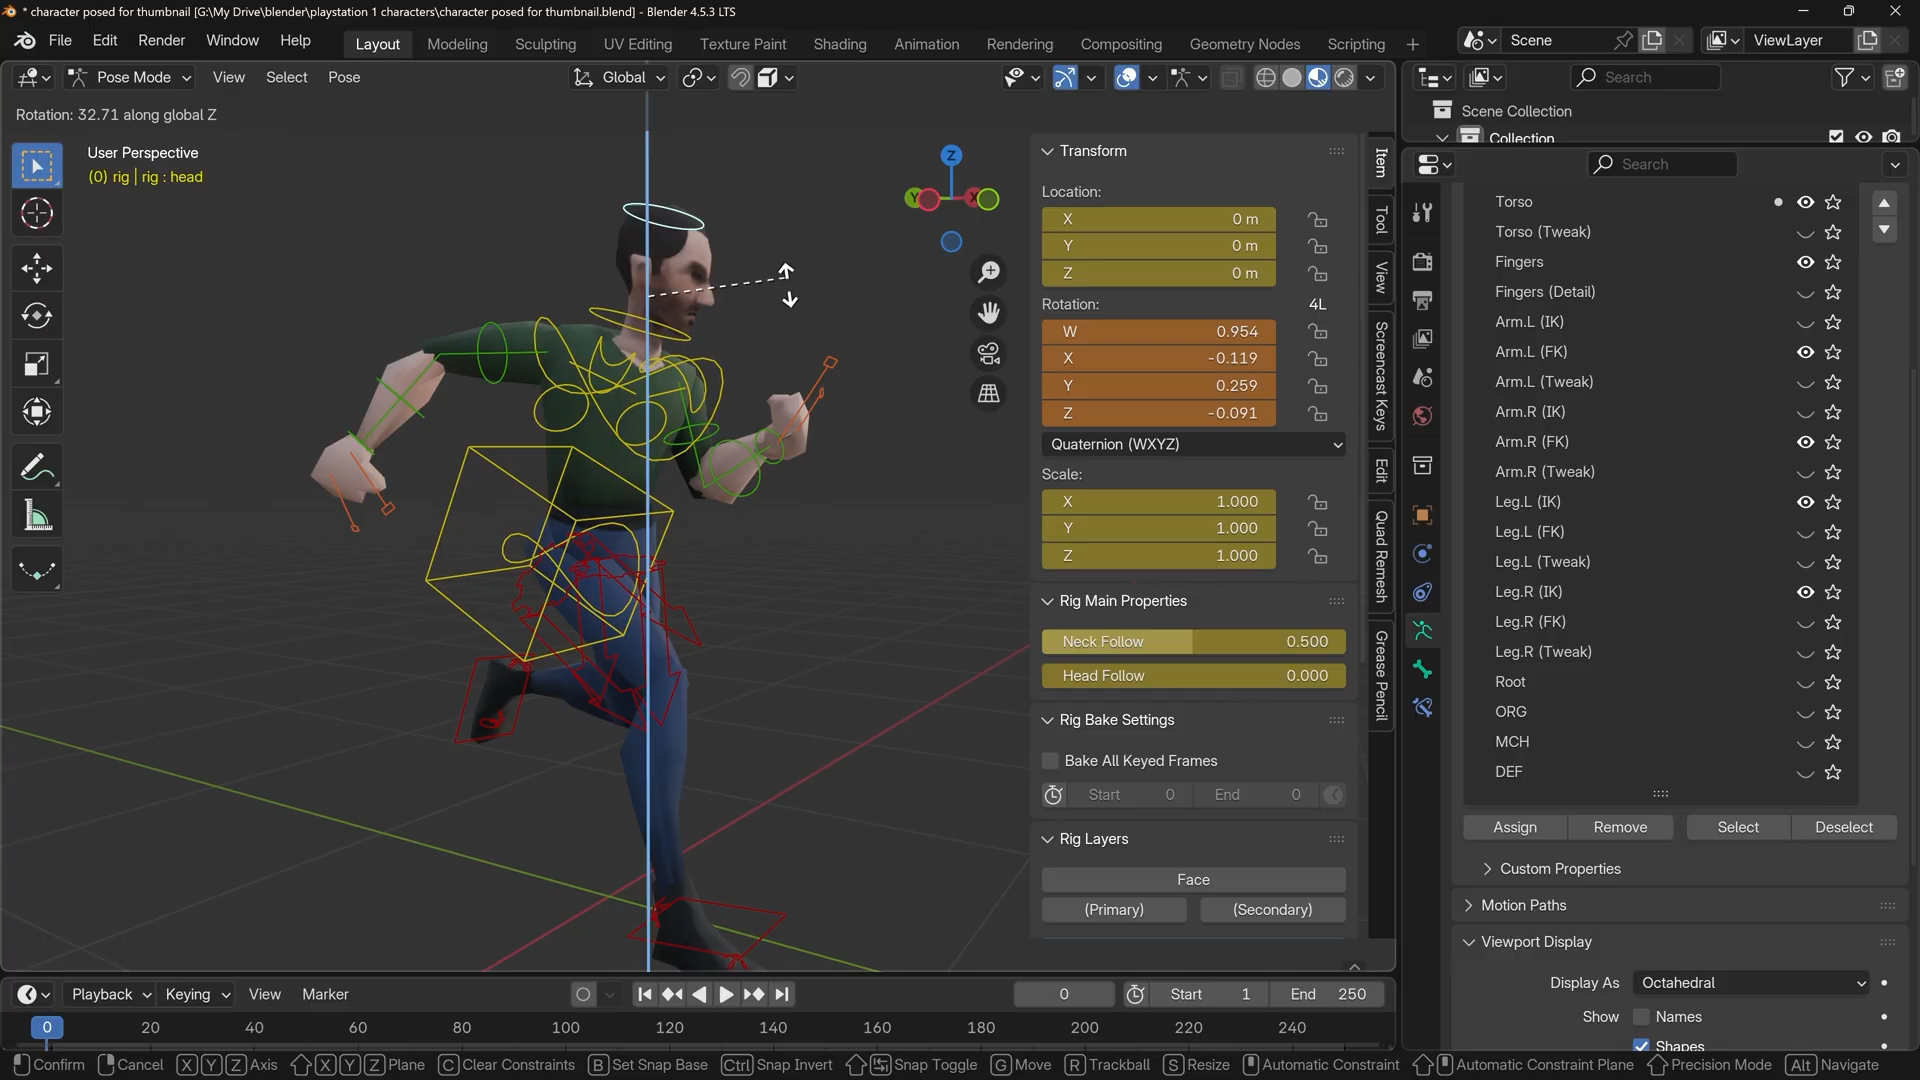 * character posed for thumbnail [G:\My Drive\blender\playstation 1 characters\character posed for thumbnail.blend] - Blender 4.5.3 LTS
File Edit Render Window Help Layout Modeling Sculpting UV Editing Texture Paint Shading Animation Rendering Compositing Geometry Nodes Scripting Scene ViewLayer
Pose Mode View Select Pose Global Search
Rotation: 32.71 along global Z
Scene Collection
Collection
User Perspective
(0) rig | rig : head
Z
Y
X
Transform
Location:
X 0 m
Y 0 m
Z 0 m
Rotation: 4L
W 0.954
X -0.119
Y 0.259
Z -0.091
Quaternion (WXYZ)
Scale:
X 1.000
Y 1.000
Z 1.000
Rig Main Properties
Neck Follow 0.500
Head Follow 0.000
Rig Bake Settings
Bake All Keyed Frames
Start 0 End 0
Rig Layers
Face
(Primary) (Secondary)
Item
Tool
View
Screencast Keys
Edit
Quad Remesh
Grease Pencil
Search
Torso
Torso (Tweak)
Fingers
Fingers (Detail)
Arm.L (IK)
Arm.L (FK)
Arm.L (Tweak)
Arm.R (IK)
Arm.R (FK)
Arm.R (Tweak)
Leg.L (IK)
Leg.L (FK)
Leg.L (Tweak)
Leg.R (IK)
Leg.R (FK)
Leg.R (Tweak)
Root
ORG
MCH
DEF
Assign Remove Select Deselect
Custom Properties
Motion Paths
Viewport Display
Display As Octahedral
Show Names
Shapes
Playback Keying View Marker 0 Start 1 End 250
0 20 40 60 80 100 120 140 160 180 200 220 240
Confirm Cancel X Y Z Axis X Y Z Plane C Clear Constraints B Set Snap Base Ctrl Snap Invert Snap Toggle G Move R Trackball S Resize Automatic Constraint Automatic Constraint Plane Precision Mode Alt Navigate